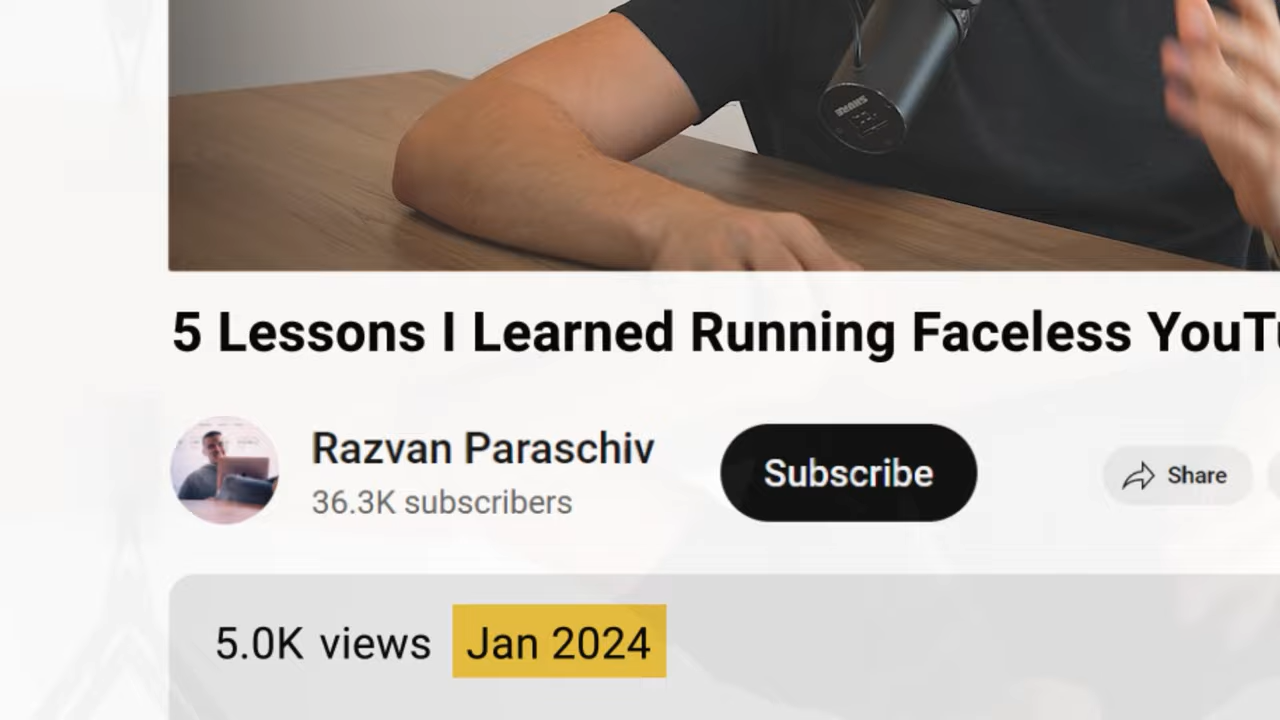 5 Lessons I Learned Running Faceless YouTu
Razvan Paraschiv
36.3K subscribers
Subscribe
Share
5.0K views Jan 2024